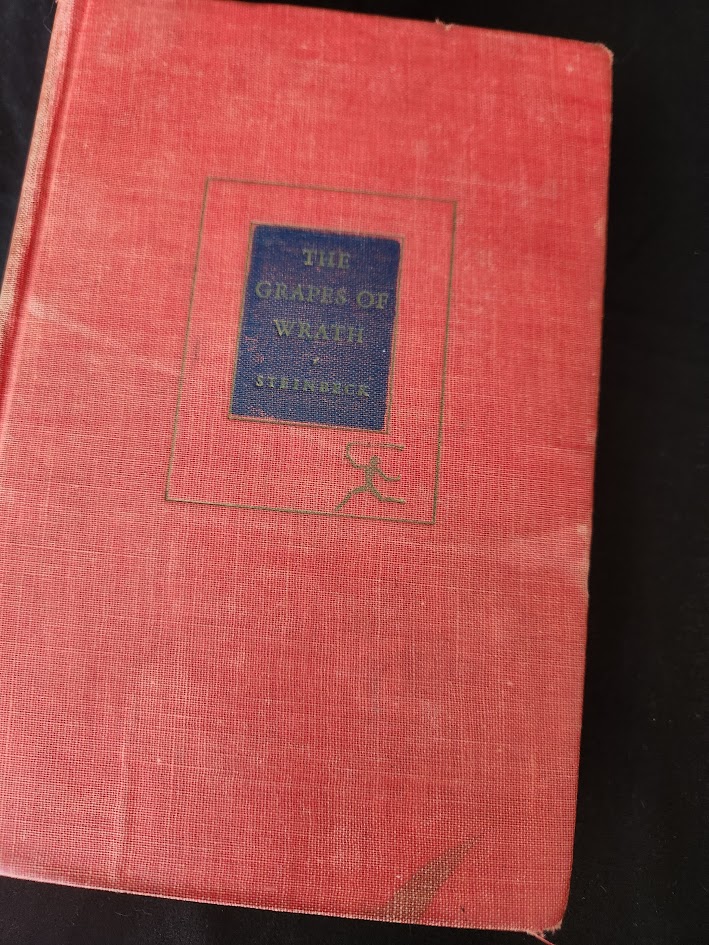 THE
GRAPES OF
WRATH
STEINBECK